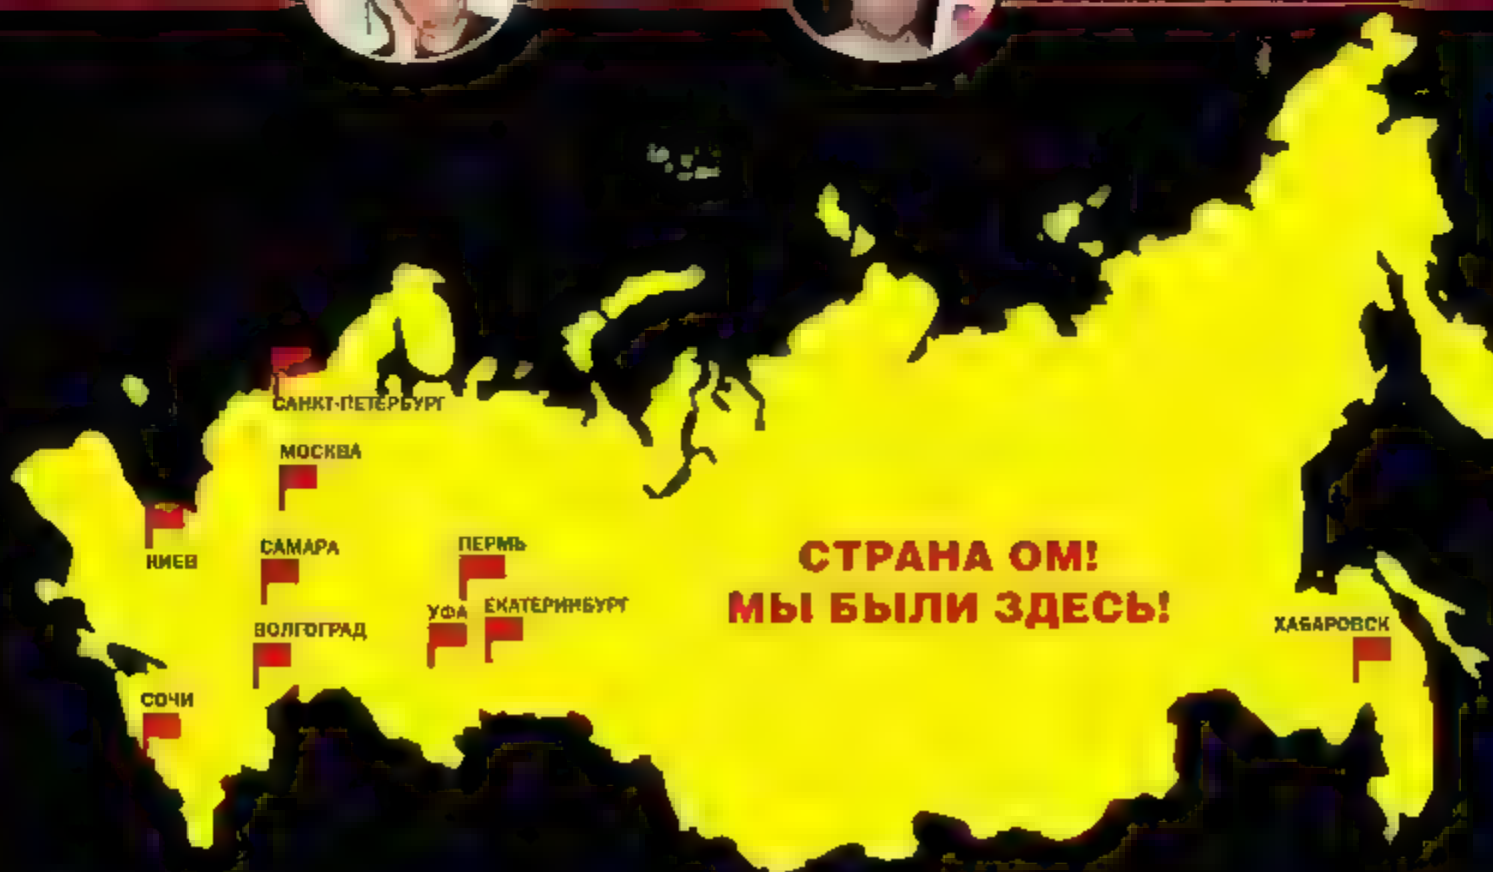 САНКТ-ПЕТЕРБУРГ
МОСКВА
КИЕВ
САМАРА
ПЕРМЬ
УФА
ЕКАТЕРИНБУРГ
ВОЛГОГРАД
СОЧИ
СТРАНА ОМ!
МЫ БЫЛИ ЗДЕСЬ!
ХАБАРОВСК